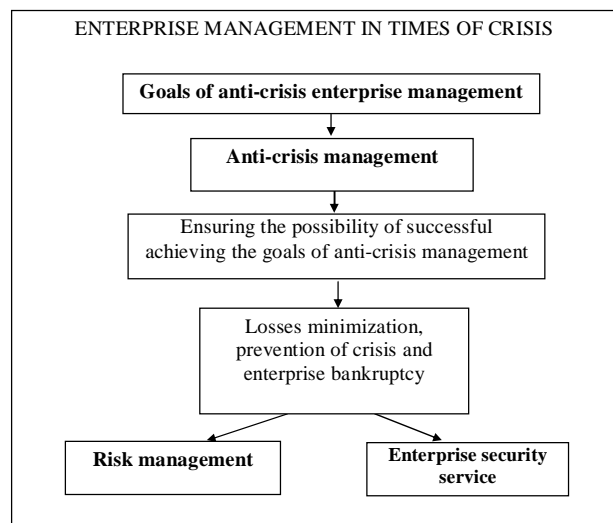 ENTERPRISE MANAGEMENT IN TIMES OF CRISIS
Goals of anti-crisis enterprise management
Anti-crisis management
Ensuring the possibility of successful
achieving the goals of anti-crisis management
Losses minimization,
prevention of crisis and
enterprise bankruptcy
Risk management
Enterprise security
service